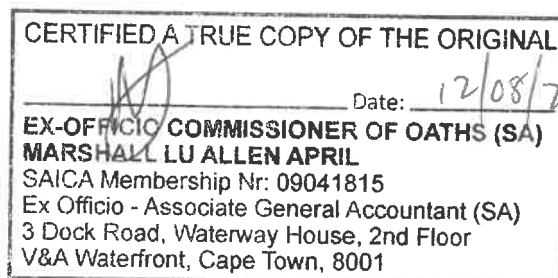 CERTIFIED A TRUE COPY OF THE ORIGINAL
Date: 12/08/
EX-OFFICIO COMMISSIONER OF OATHS (SA)
MARSHALL LU ALLEN APRIL
SAICA Membership Nr: 09041815
Ex Officio - Associate General Accountant (SA)
3 Dock Road, Waterway House, 2nd Floor
V&A Waterfront, Cape Town, 8001